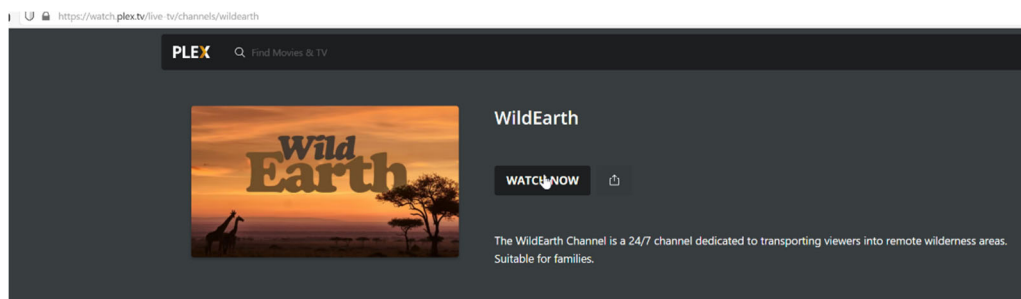 https://watch.plex.tv/live-tv/channels/wildearth
PLEX
Find Movies & TV
Wild
Earth
WildEarth
WATCH NOW
The WildEarth Channel is a 24/7 channel dedicated to transporting viewers into remote wilderness areas.
Suitable for families.